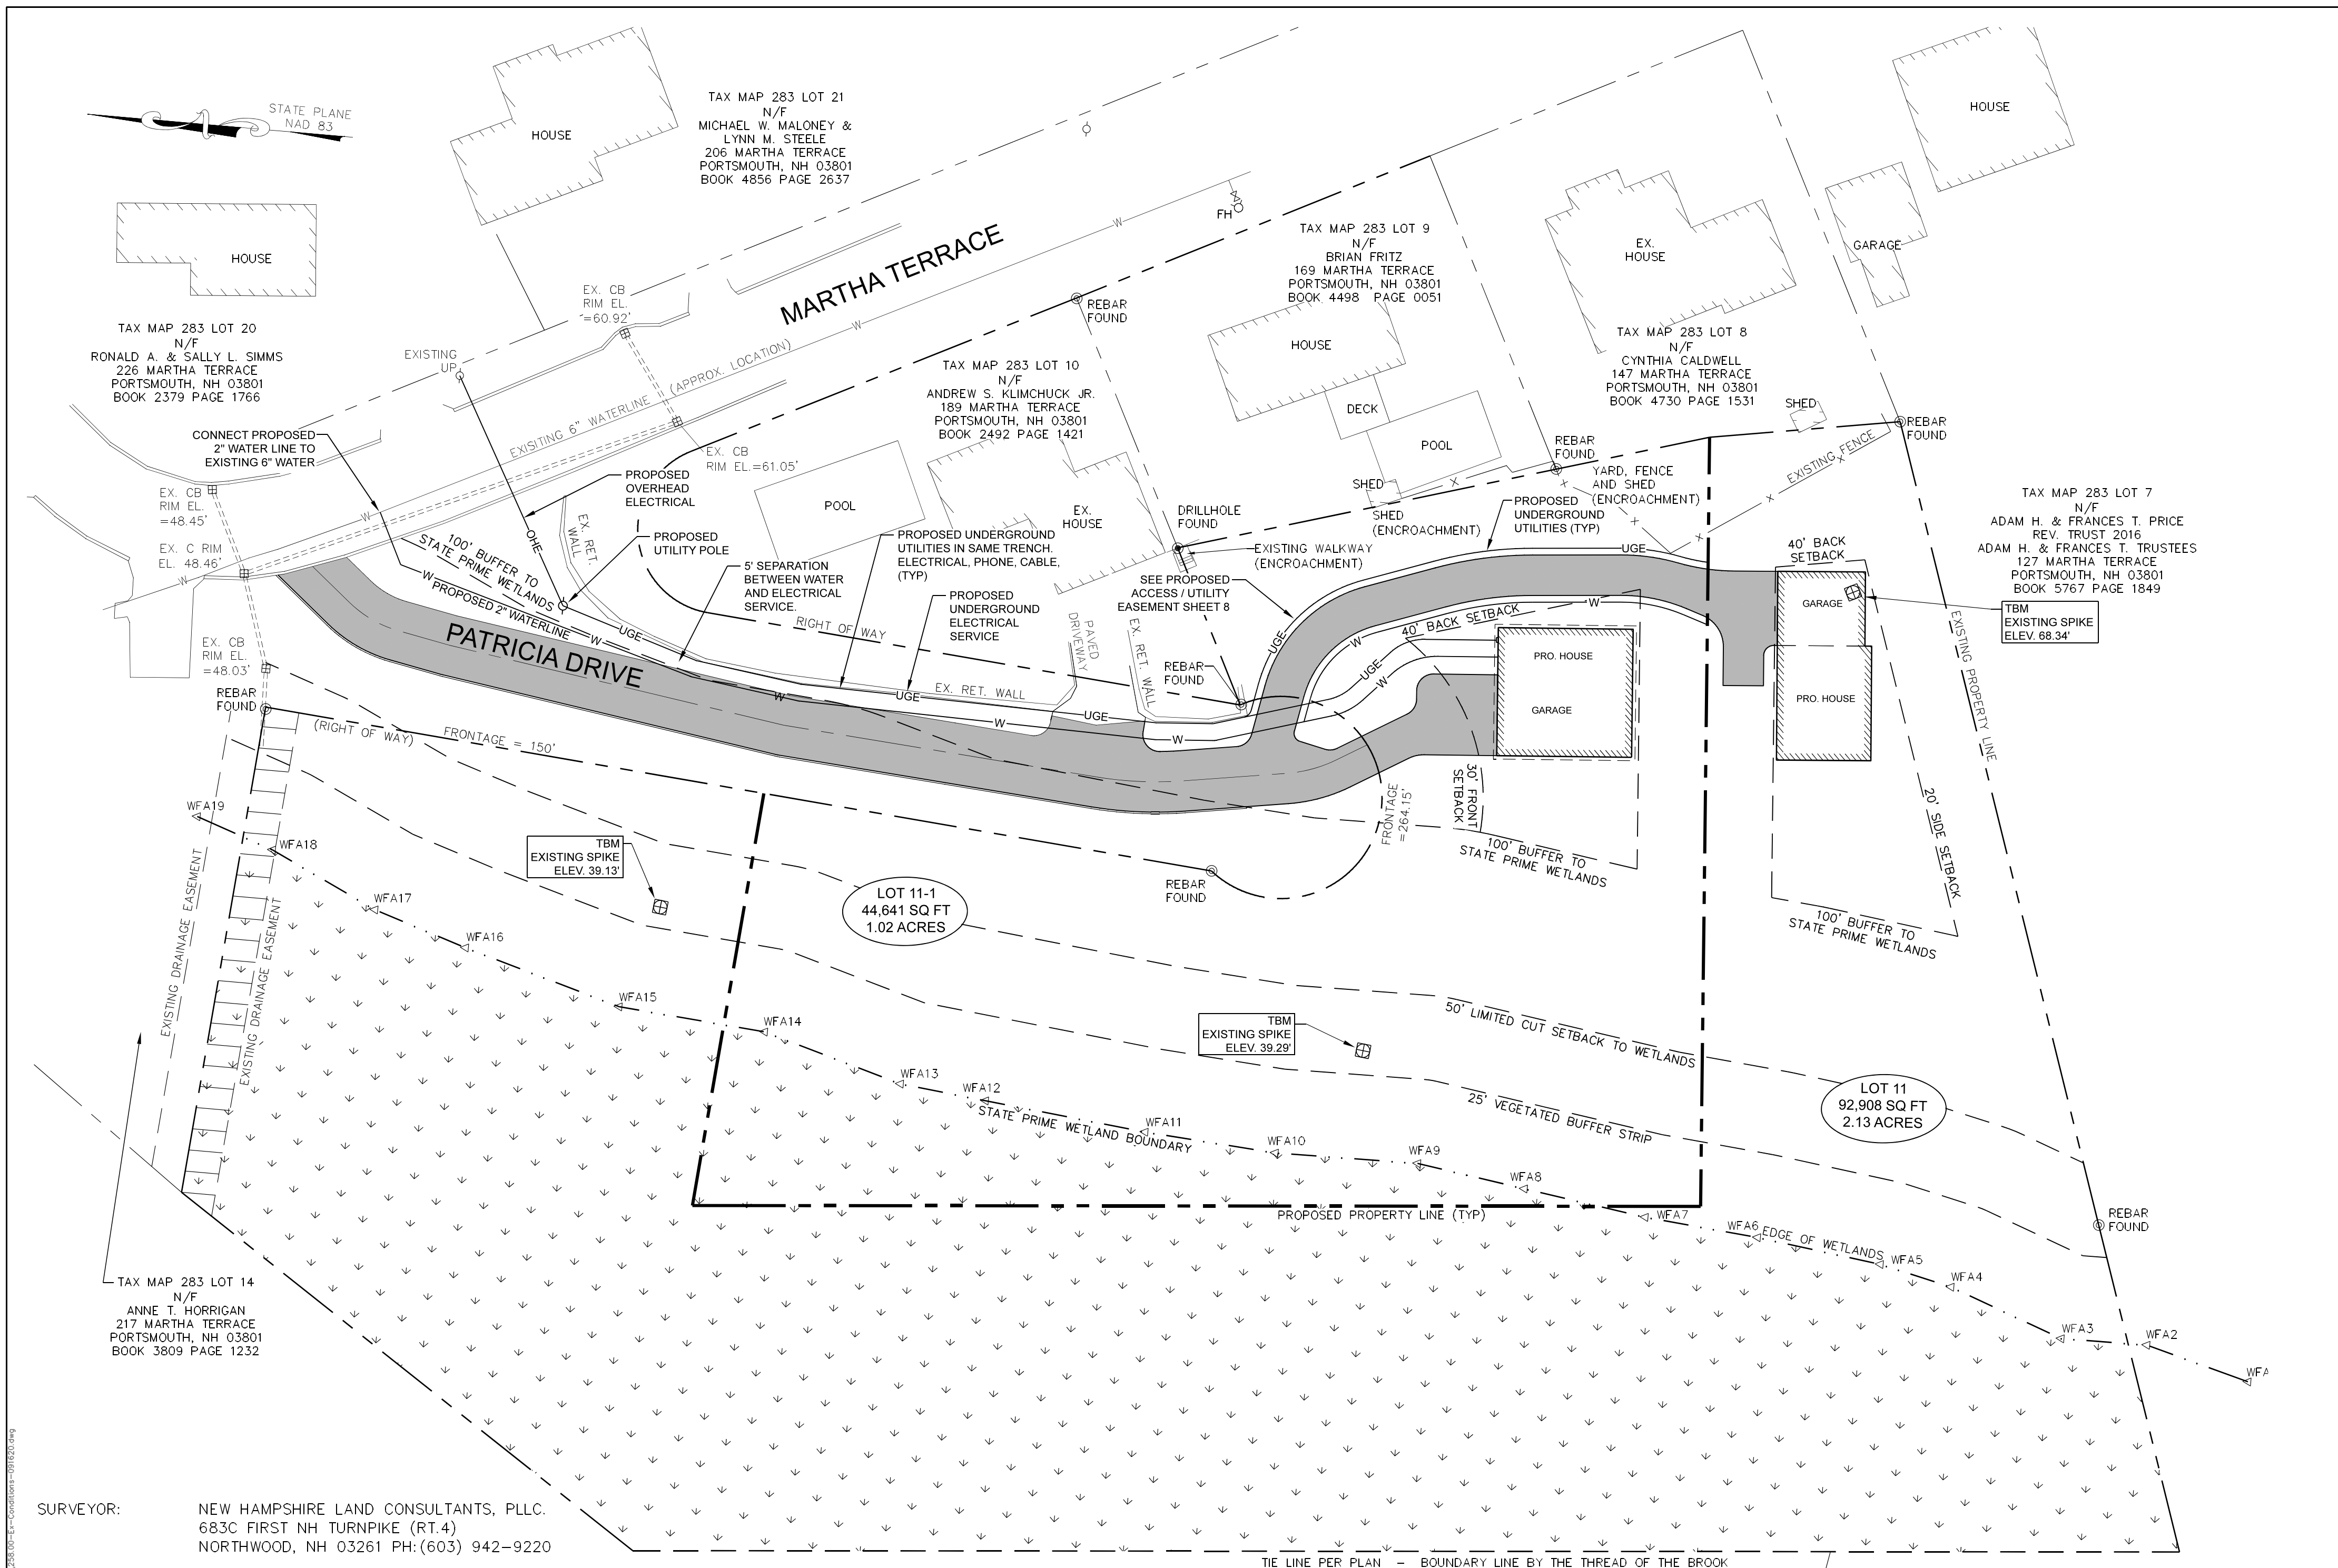 STATE PLANE
NAD 83
HOUSE
TAX MAP 283 LOT 21
N/F
MICHAEL W. MALONEY &
LYNN M. STEELE
206 MARTHA TERRACE
PORTSMOUTH, NH 03801
BOOK 4856 PAGE 2637
HOUSE
HOUSE
TAX MAP 283 LOT 20
N/F
RONALD A. & SALLY L. SIMMS
226 MARTHA TERRACE
PORTSMOUTH, NH 03801
BOOK 2379 PAGE 1766
EX. CB
RIM EL.
=60.92'
EXISTING
UP
MARTHA TERRACE
W
W
FH
REBAR
FOUND
EXISITING 6" WATERLINE (APPROX. LOCATION)
TAX MAP 283 LOT 9
N/F
BRIAN FRITZ
169 MARTHA TERRACE
PORTSMOUTH, NH 03801
BOOK 4498 PAGE 0051
HOUSE
DECK
POOL
EX.
HOUSE
GARAGE
TAX MAP 283 LOT 8
N/F
CYNTHIA CALDWELL
147 MARTHA TERRACE
PORTSMOUTH, NH 03801
BOOK 4730 PAGE 1531
SHED
REBAR
FOUND
TAX MAP 283 LOT 10
N/F
ANDREW S. KLIMCHUCK JR.
189 MARTHA TERRACE
PORTSMOUTH, NH 03801
BOOK 2492 PAGE 1421
CONNECT PROPOSED
2" WATER LINE TO
EXISTING 6" WATER
EX. CB
RIM EL.=61.05'
PROPOSED
OVERHEAD
ELECTRICAL
POOL
EX.
HOUSE
DRILLHOLE
FOUND
SHED
SHED
(ENCROACHMENT)
REBAR
FOUND
YARD, FENCE
AND SHED
(ENCROACHMENT)
EXISTING FENCE
X
X
X
X
X
X
PROPOSED
UNDERGROUND
UTILITIES (TYP)
TAX MAP 283 LOT 7
N/F
ADAM H. & FRANCES T. PRICE
REV. TRUST 2016
ADAM H. & FRANCES T. TRUSTEES
127 MARTHA TERRACE
PORTSMOUTH, NH 03801
BOOK 5767 PAGE 1849
EX. CB
RIM EL.
=48.45'
EX. C RIM
EL. 48.46'
W
W
OHE
EX. RET.
WALL
PROPOSED
UTILITY POLE
100' BUFFER TO
STATE PRIME WETLANDS
5' SEPARATION
BETWEEN WATER
AND ELECTRICAL
SERVICE.
PROPOSED UNDERGROUND
UTILITIES IN SAME TRENCH.
ELECTRICAL, PHONE, CABLE,
(TYP)
PROPOSED
UNDERGROUND
ELECTRICAL
SERVICE
EXISTING WALKWAY
(ENCROACHMENT)
SEE PROPOSED
ACCESS / UTILITY
EASEMENT SHEET 8
UGE
40' BACK
SETBACK
GARAGE
TBM
EXISTING SPIKE
ELEV. 68.34'
EXISTING PROPERTY LINE
W
PROPOSED 2" WATERLINE
W
UGE
RIGHT OF WAY
PAVED
DRIVEWAY
EX. RET. WALL
UGE
W
40' BACK SETBACK
W
PRO. HOUSE
GARAGE
PRO. HOUSE
EX. CB
RIM EL.
=48.03'
REBAR
FOUND
PATRICIA DRIVE
W
UGE
EX. RET. WALL
W
UGE
W
REBAR
FOUND
UGE
W
(RIGHT OF WAY)
FRONTAGE = 150'
30' FRONT
SETBACK
FRONTAGE
=264.15'
20' SIDE SETBACK
WFA19
WFA18
WFA17
WFA16
WFA15
WFA14
WFA13
WFA12
WFA11
WFA10
WFA9
WFA8
WFA7
WFA6
WFA5
WFA4
WFA3
WFA2
WFA
TBM
EXISTING SPIKE
ELEV. 39.13'
LOT 11-1
44,641 SQ FT
1.02 ACRES
REBAR
FOUND
100' BUFFER TO
STATE PRIME WETLANDS
100' BUFFER TO
STATE PRIME WETLANDS
EXISTING DRAINAGE EASEMENT
EXISTING DRAINAGE EASEMENT
TBM
EXISTING SPIKE
ELEV. 39.29'
50' LIMITED CUT SETBACK TO WETLANDS
25' VEGETATED BUFFER STRIP
LOT 11
92,908 SQ FT
2.13 ACRES
STATE PRIME WETLAND BOUNDARY
PROPOSED PROPERTY LINE (TYP)
EDGE OF WETLANDS
REBAR
FOUND
TAX MAP 283 LOT 14
N/F
ANNE T. HORRIGAN
217 MARTHA TERRACE
PORTSMOUTH, NH 03801
BOOK 3809 PAGE 1232
SURVEYOR:
NEW HAMPSHIRE LAND CONSULTANTS, PLLC.
683C FIRST NH TURNPIKE (RT.4)
NORTHWOOD, NH 03261 PH:(603) 942-9220
TIE LINE PER PLAN - BOUNDARY LINE BY THE THREAD OF THE BROOK
258.00-Ex-Conditions-091620.dwg